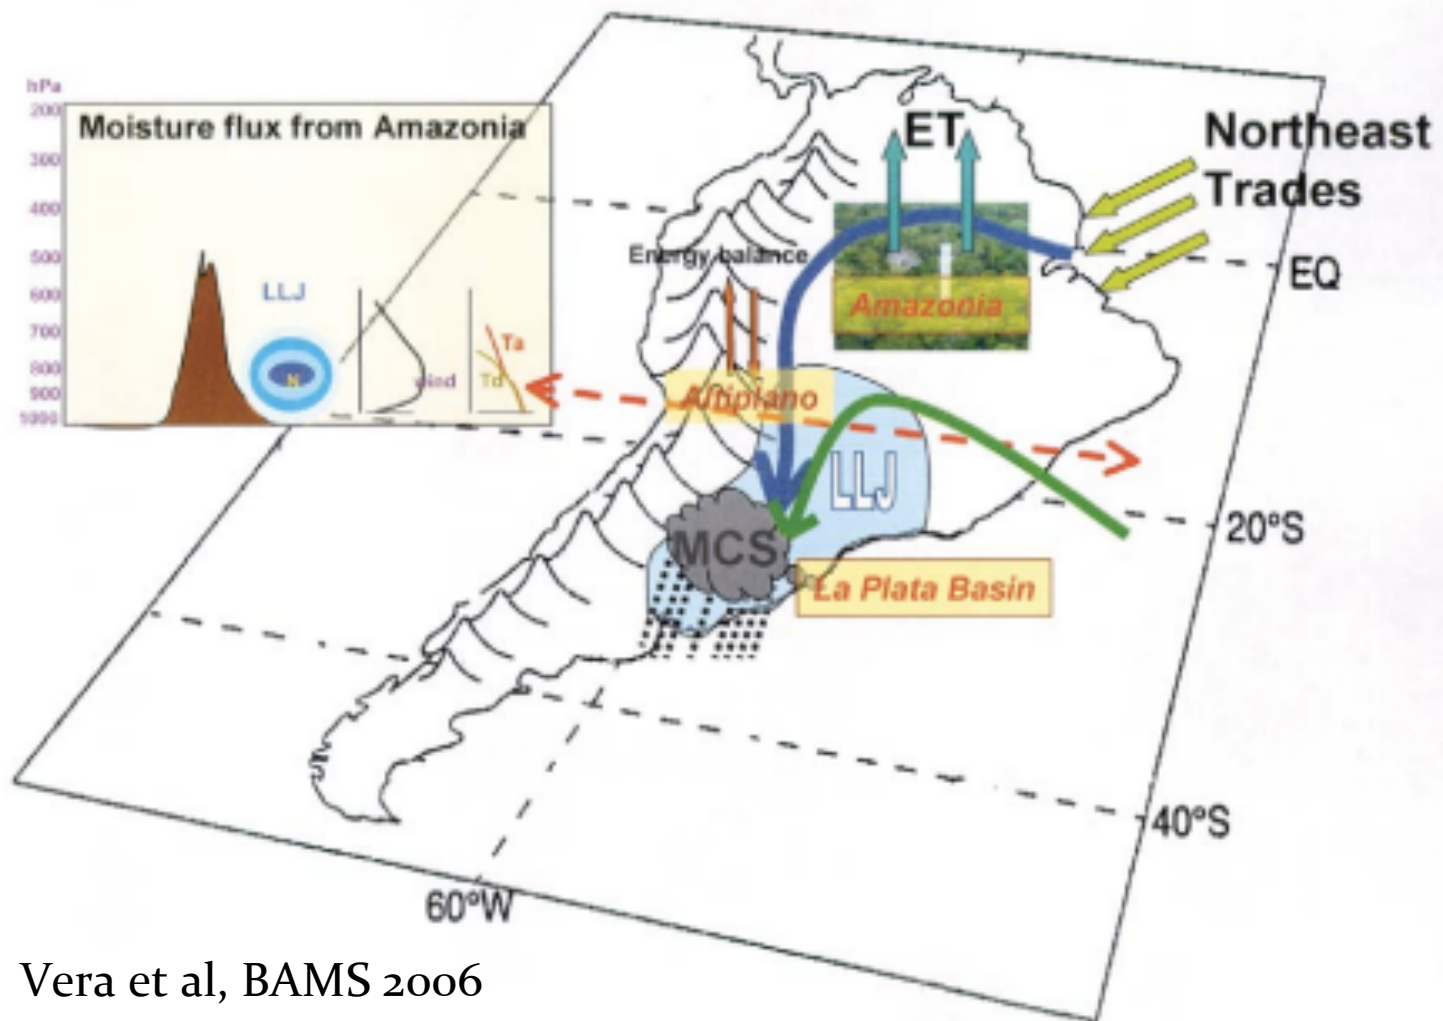 hPa
200
300
400
500
600
700
800
900
1000
Moisture flux from Amazonia
LLJ
N
wind
Ta
Td
ET
Northeast
Trades
EQ
Energy balance
Amazonia
Altiplano
LLJ
MCS
La Plata Basin
20°S
40°S
60°W
Vera et al, BAMS 2006